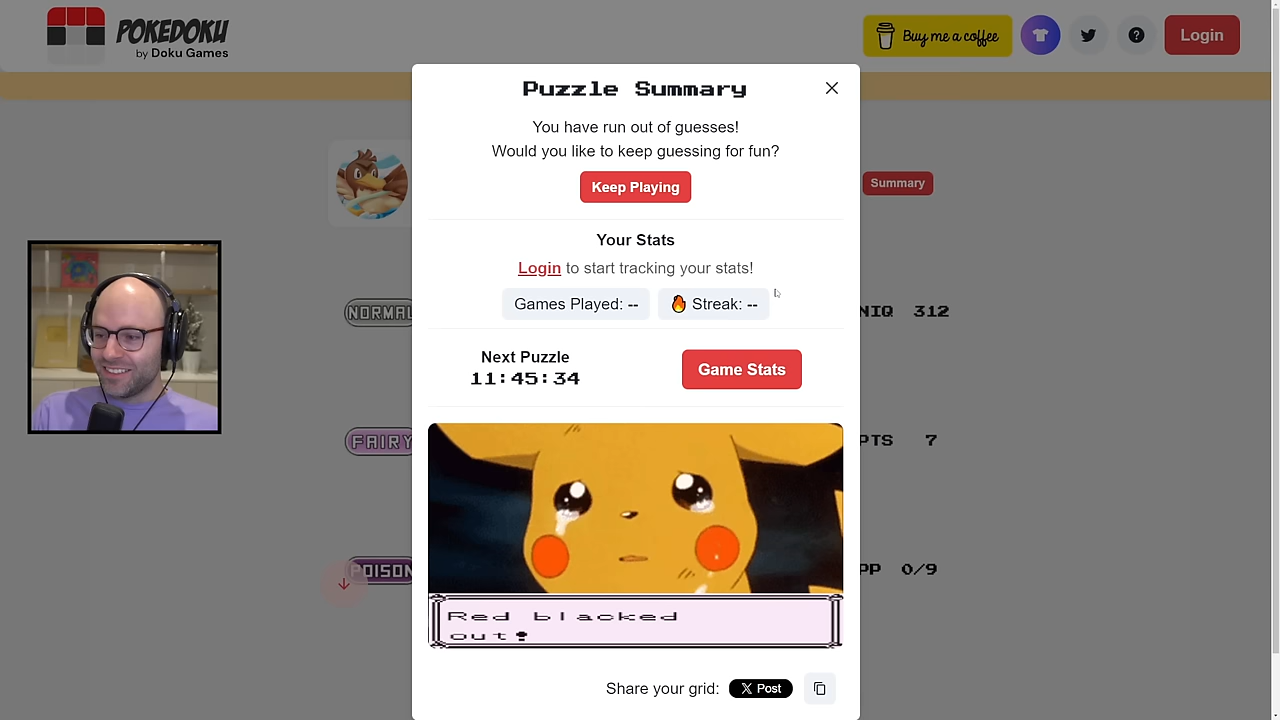 POKEDOKU
by Doku Games
Buy me a coffee
Login
Puzzle Summary
You have run out of guesses!
Would you like to keep guessing for fun?
Keep Playing
Summary
Your Stats
Login to start tracking your stats!
Games Played: --
Streak: --
NORMAL
NIQ 312
Next Puzzle
11:45:34
Game Stats
FAIRY
PTS 7
POISON
PP 0/9
Red blacked
out!
Share your grid:
X Post